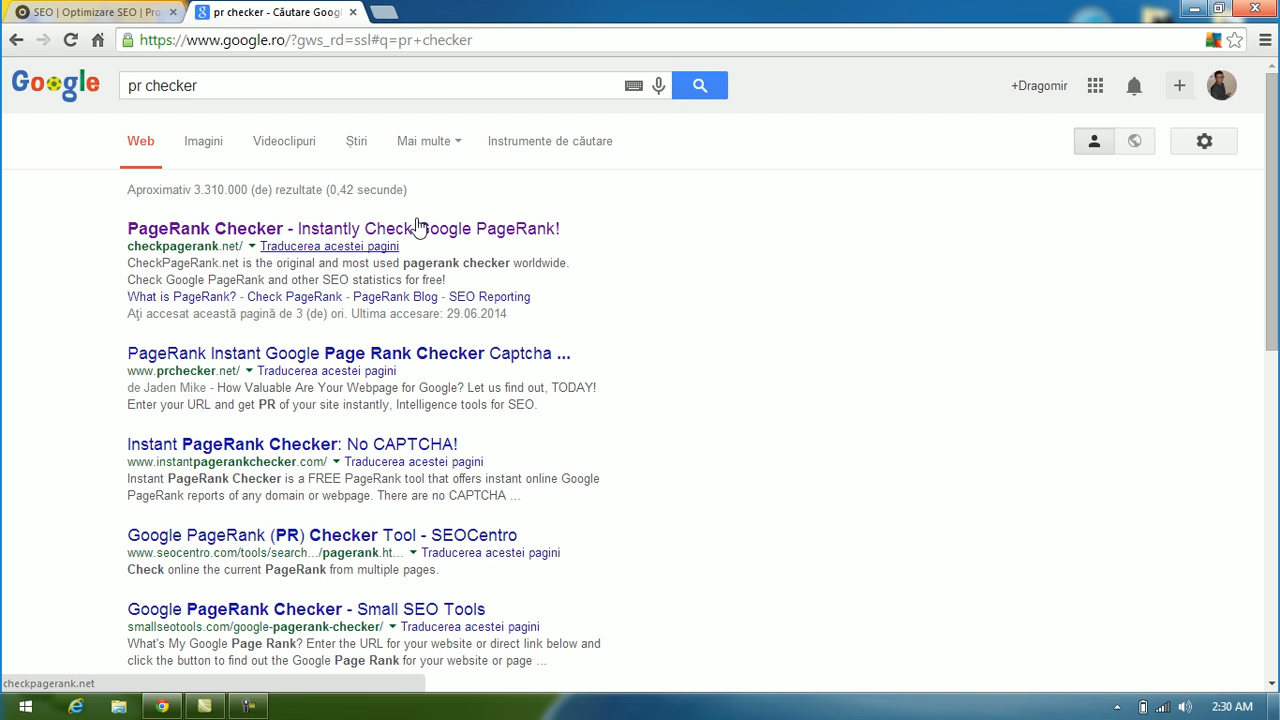 SEO | Optimizare SEO | Pro
pr checker - Căutare Googl
https://www.google.ro/?gws_rd=ssl#q=pr+checker
Google
pr checker
+Dragomir
Web Imagini Videoclipuri Știri Mai multe Instrumente de căutare
Aproximativ 3.310.000 (de) rezultate (0,42 secunde)
PageRank Checker - Instantly Check Google PageRank!
checkpagerank.net/ Traducerea acestei pagini
CheckPageRank.net is the original and most used pagerank checker worldwide.
Check Google PageRank and other SEO statistics for free!
What is PageRank? - Check PageRank - PageRank Blog - SEO Reporting
Aţi accesat această pagină de 3 (de) ori. Ultima accesare: 29.06.2014
PageRank Instant Google Page Rank Checker Captcha ...
www.prchecker.net/ Traducerea acestei pagini
de Jaden Mike - How Valuable Are Your Webpage for Google? Let us find out, TODAY!
Enter your URL and get PR of your site instantly, Intelligence tools for SEO.
Instant PageRank Checker: No CAPTCHA!
www.instantpagerankchecker.com/ Traducerea acestei pagini
Instant PageRank Checker is a FREE PageRank tool that offers instant online Google
PageRank reports of any domain or webpage. There are no CAPTCHA ...
Google PageRank (PR) Checker Tool - SEOCentro
www.seocentro.com/tools/search.../pagerank.ht... Traducerea acestei pagini
Check online the current PageRank from multiple pages.
Google PageRank Checker - Small SEO Tools
smallseotools.com/google-pagerank-checker/ Traducerea acestei pagini
What's My Google Page Rank? Enter the URL for your website or direct link below and
click the button to find out the Google Page Rank for your website or page ...
checkpagerank.net
2:30 AM